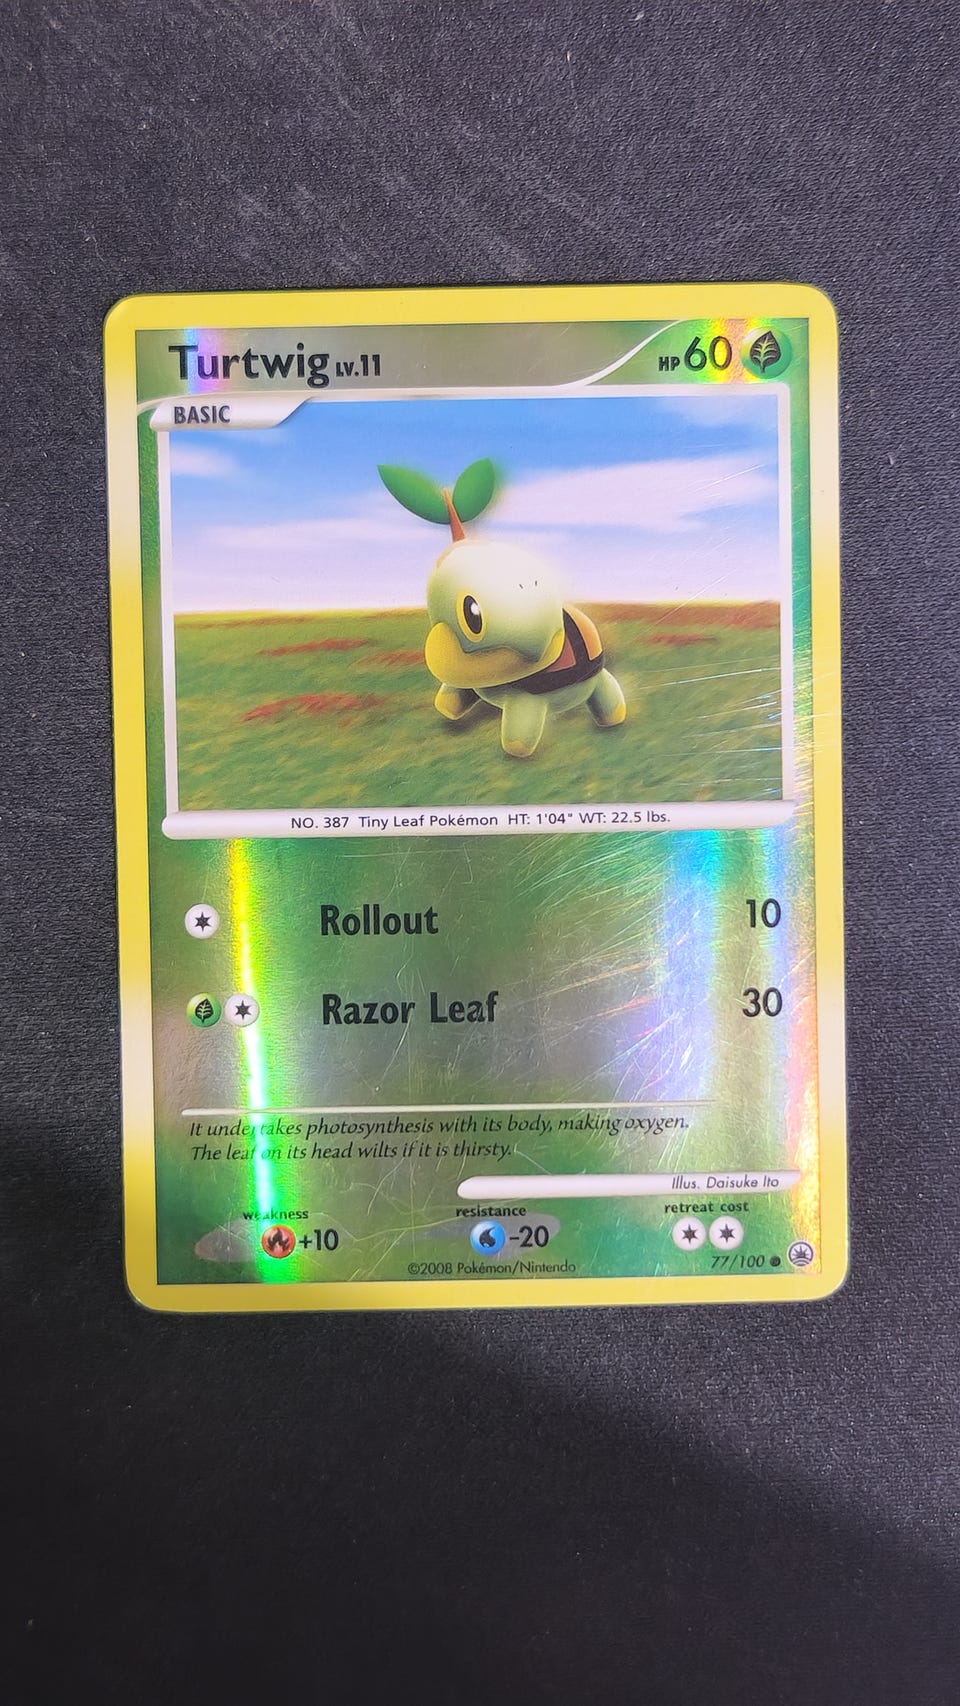 Turtwig LV.11 HP 60
BASIC
NO. 387 Tiny Leaf Pokémon HT: 1'04" WT: 22.5 lbs.
Rollout 10
Razor Leaf 30
It undertakes photosynthesis with its body, making oxygen.
The leaf on its head wilts if it is thirsty.
Illus. Daisuke Ito
weakness resistance retreat cost
+10 -20
77/100
©2008 Pokémon/Nintendo